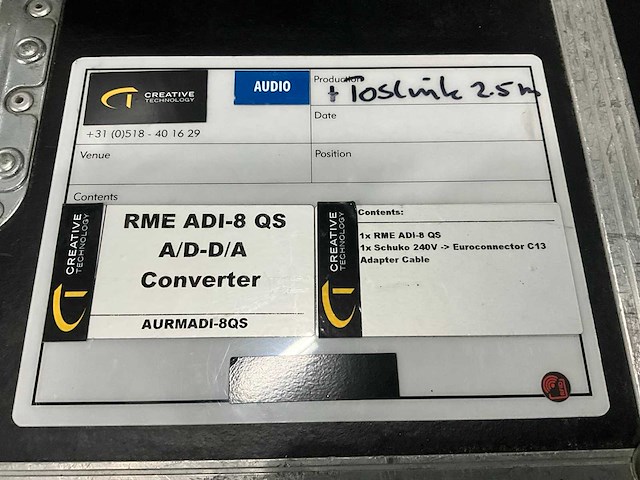 CREATIVE
TECHNOLOGY
AUDIO
Production
+ Toslink 2.5m
+31 (0)518 - 40 16 29
Date
Venue
Position
Contents
CREATIVE
TECHNOLOGY
RME ADI-8 QS
A/D-D/A
Converter
AURMADI-8QS
CREATIVE
TECHNOLOGY
Contents:
1x RME ADI-8 QS
1x Schuko 240V -> Euroconnector C13
Adapter Cable